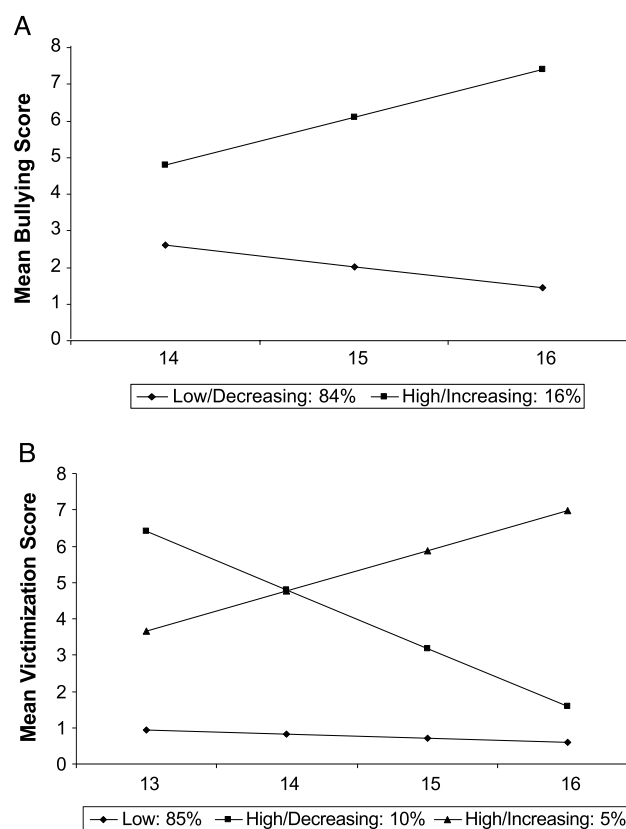 A
Mean Bullying Score
8
7
6
5
4
3
2
1
0
14 15 16
Low/Decreasing: 84% High/Increasing: 16%
B
Mean Victimization Score
8
7
6
5
4
3
2
1
0
13 14 15 16
Low: 85% High/Decreasing: 10% High/Increasing: 5%